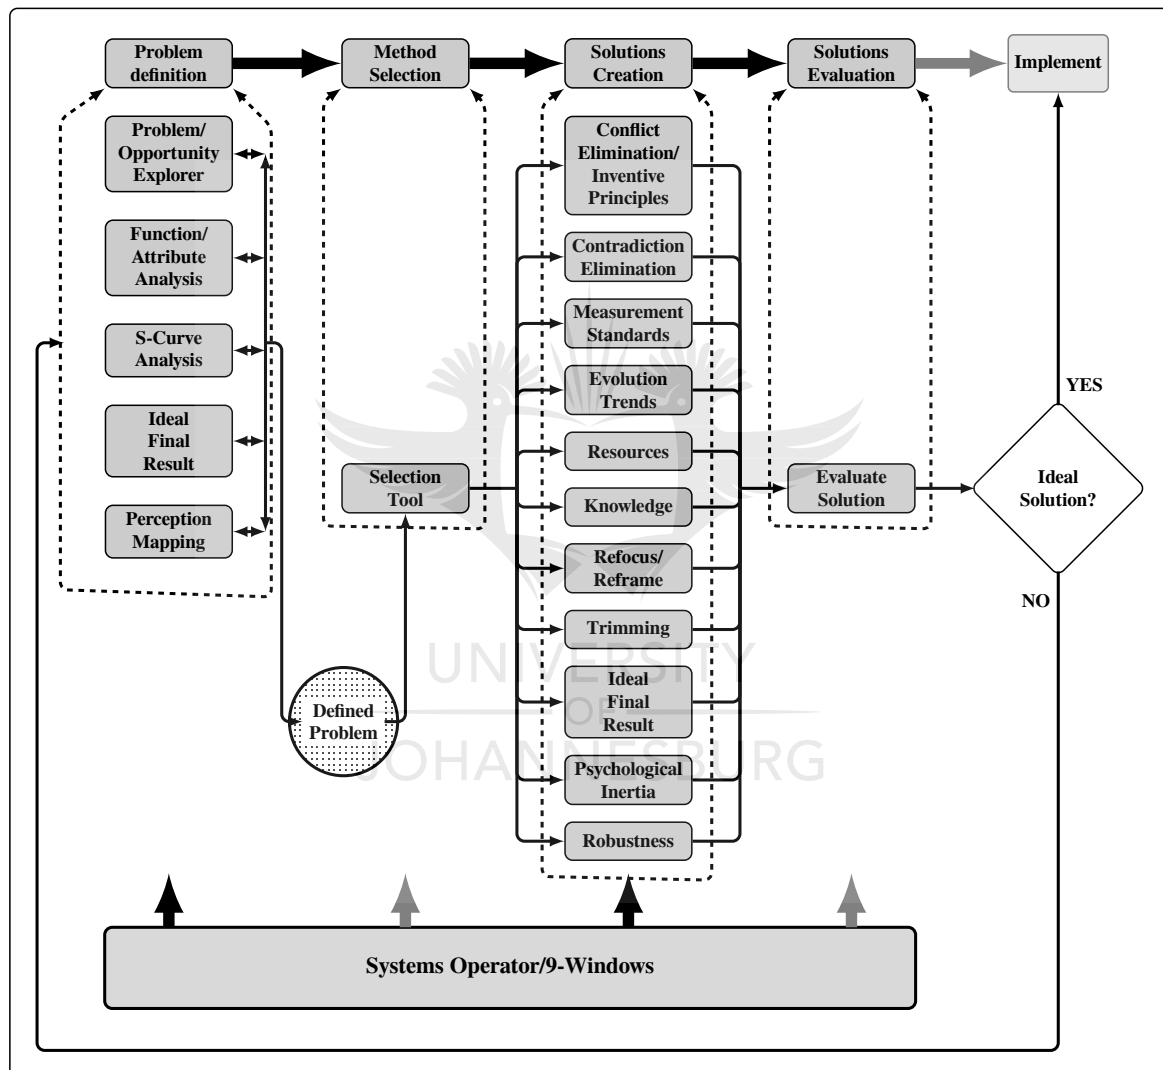 Problem
definition
Method
Selection
Solutions
Creation
Solutions
Evaluation
Implement
Problem/
Opportunity
Explorer
Function/
Attribute
Analysis
S-Curve
Analysis
Ideal
Final
Result
Perception
Mapping
Defined
Problem
Selection
Tool
Conflict
Elimination/
Inventive
Principles
Contradiction
Elimination
Measurement
Standards
Evolution
Trends
Resources
Knowledge
Refocus/
Reframe
Trimming
Ideal
Final
Result
Psychological
Inertia
Robustness
Evaluate
Solution
YES
Ideal
Solution?
NO
UNIVERSITY
OF
JOHANNESBURG
Systems Operator/9-Windows